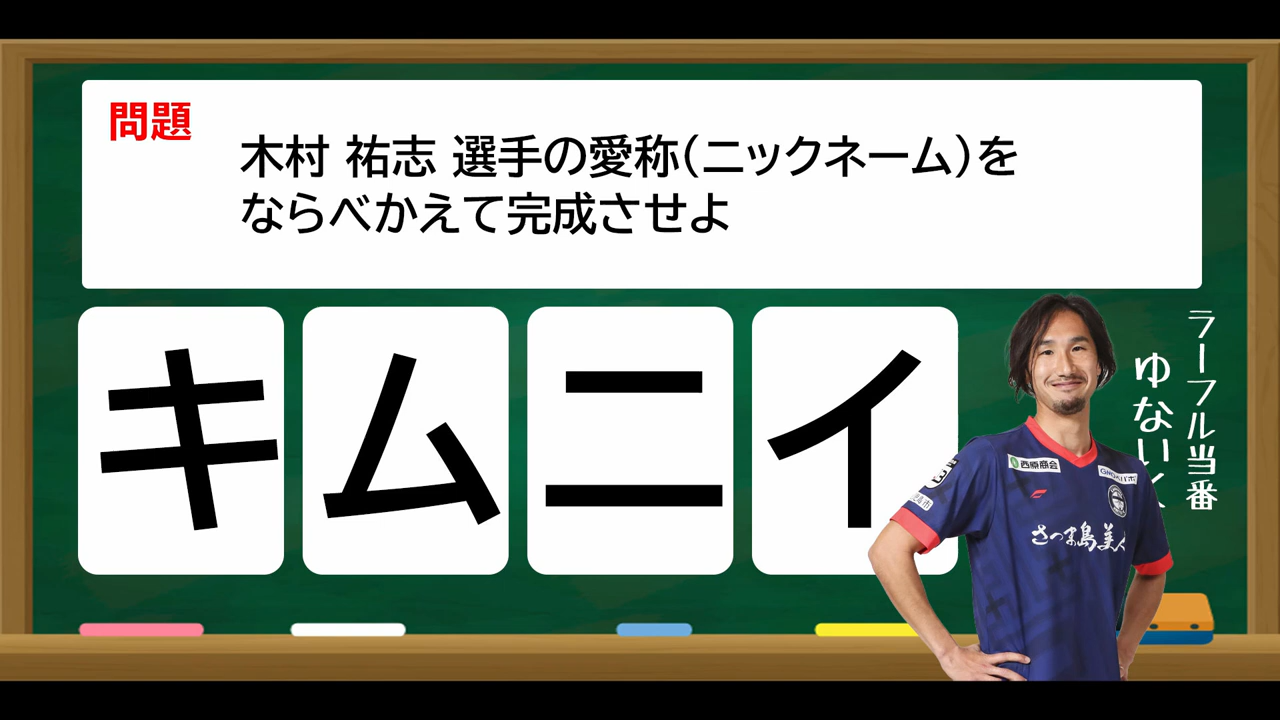 問題
木村 祐志 選手の愛称(ニックネーム)を
ならべかえて完成させよ
キ ム ニ イ
ラーフル当番
ゆないく
西原商会
さつま島美人